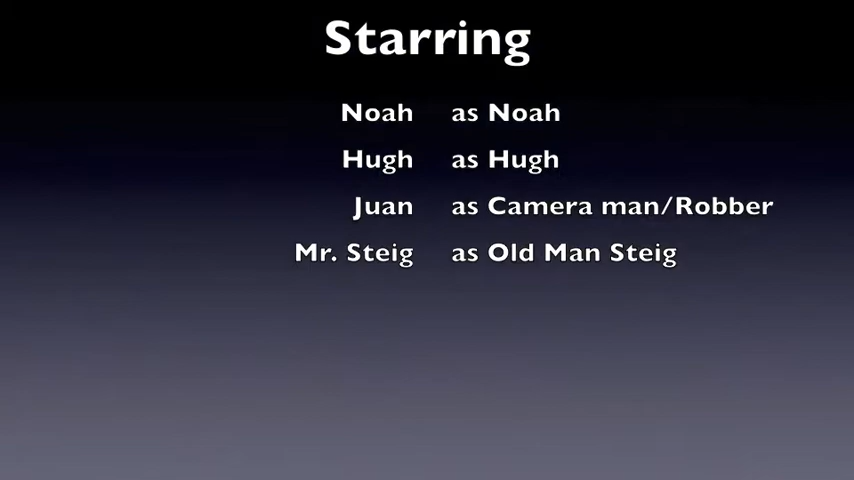 Starring
Noah as Noah
Hugh as Hugh
Juan as Camera man/Robber
Mr. Steig as Old Man Steig